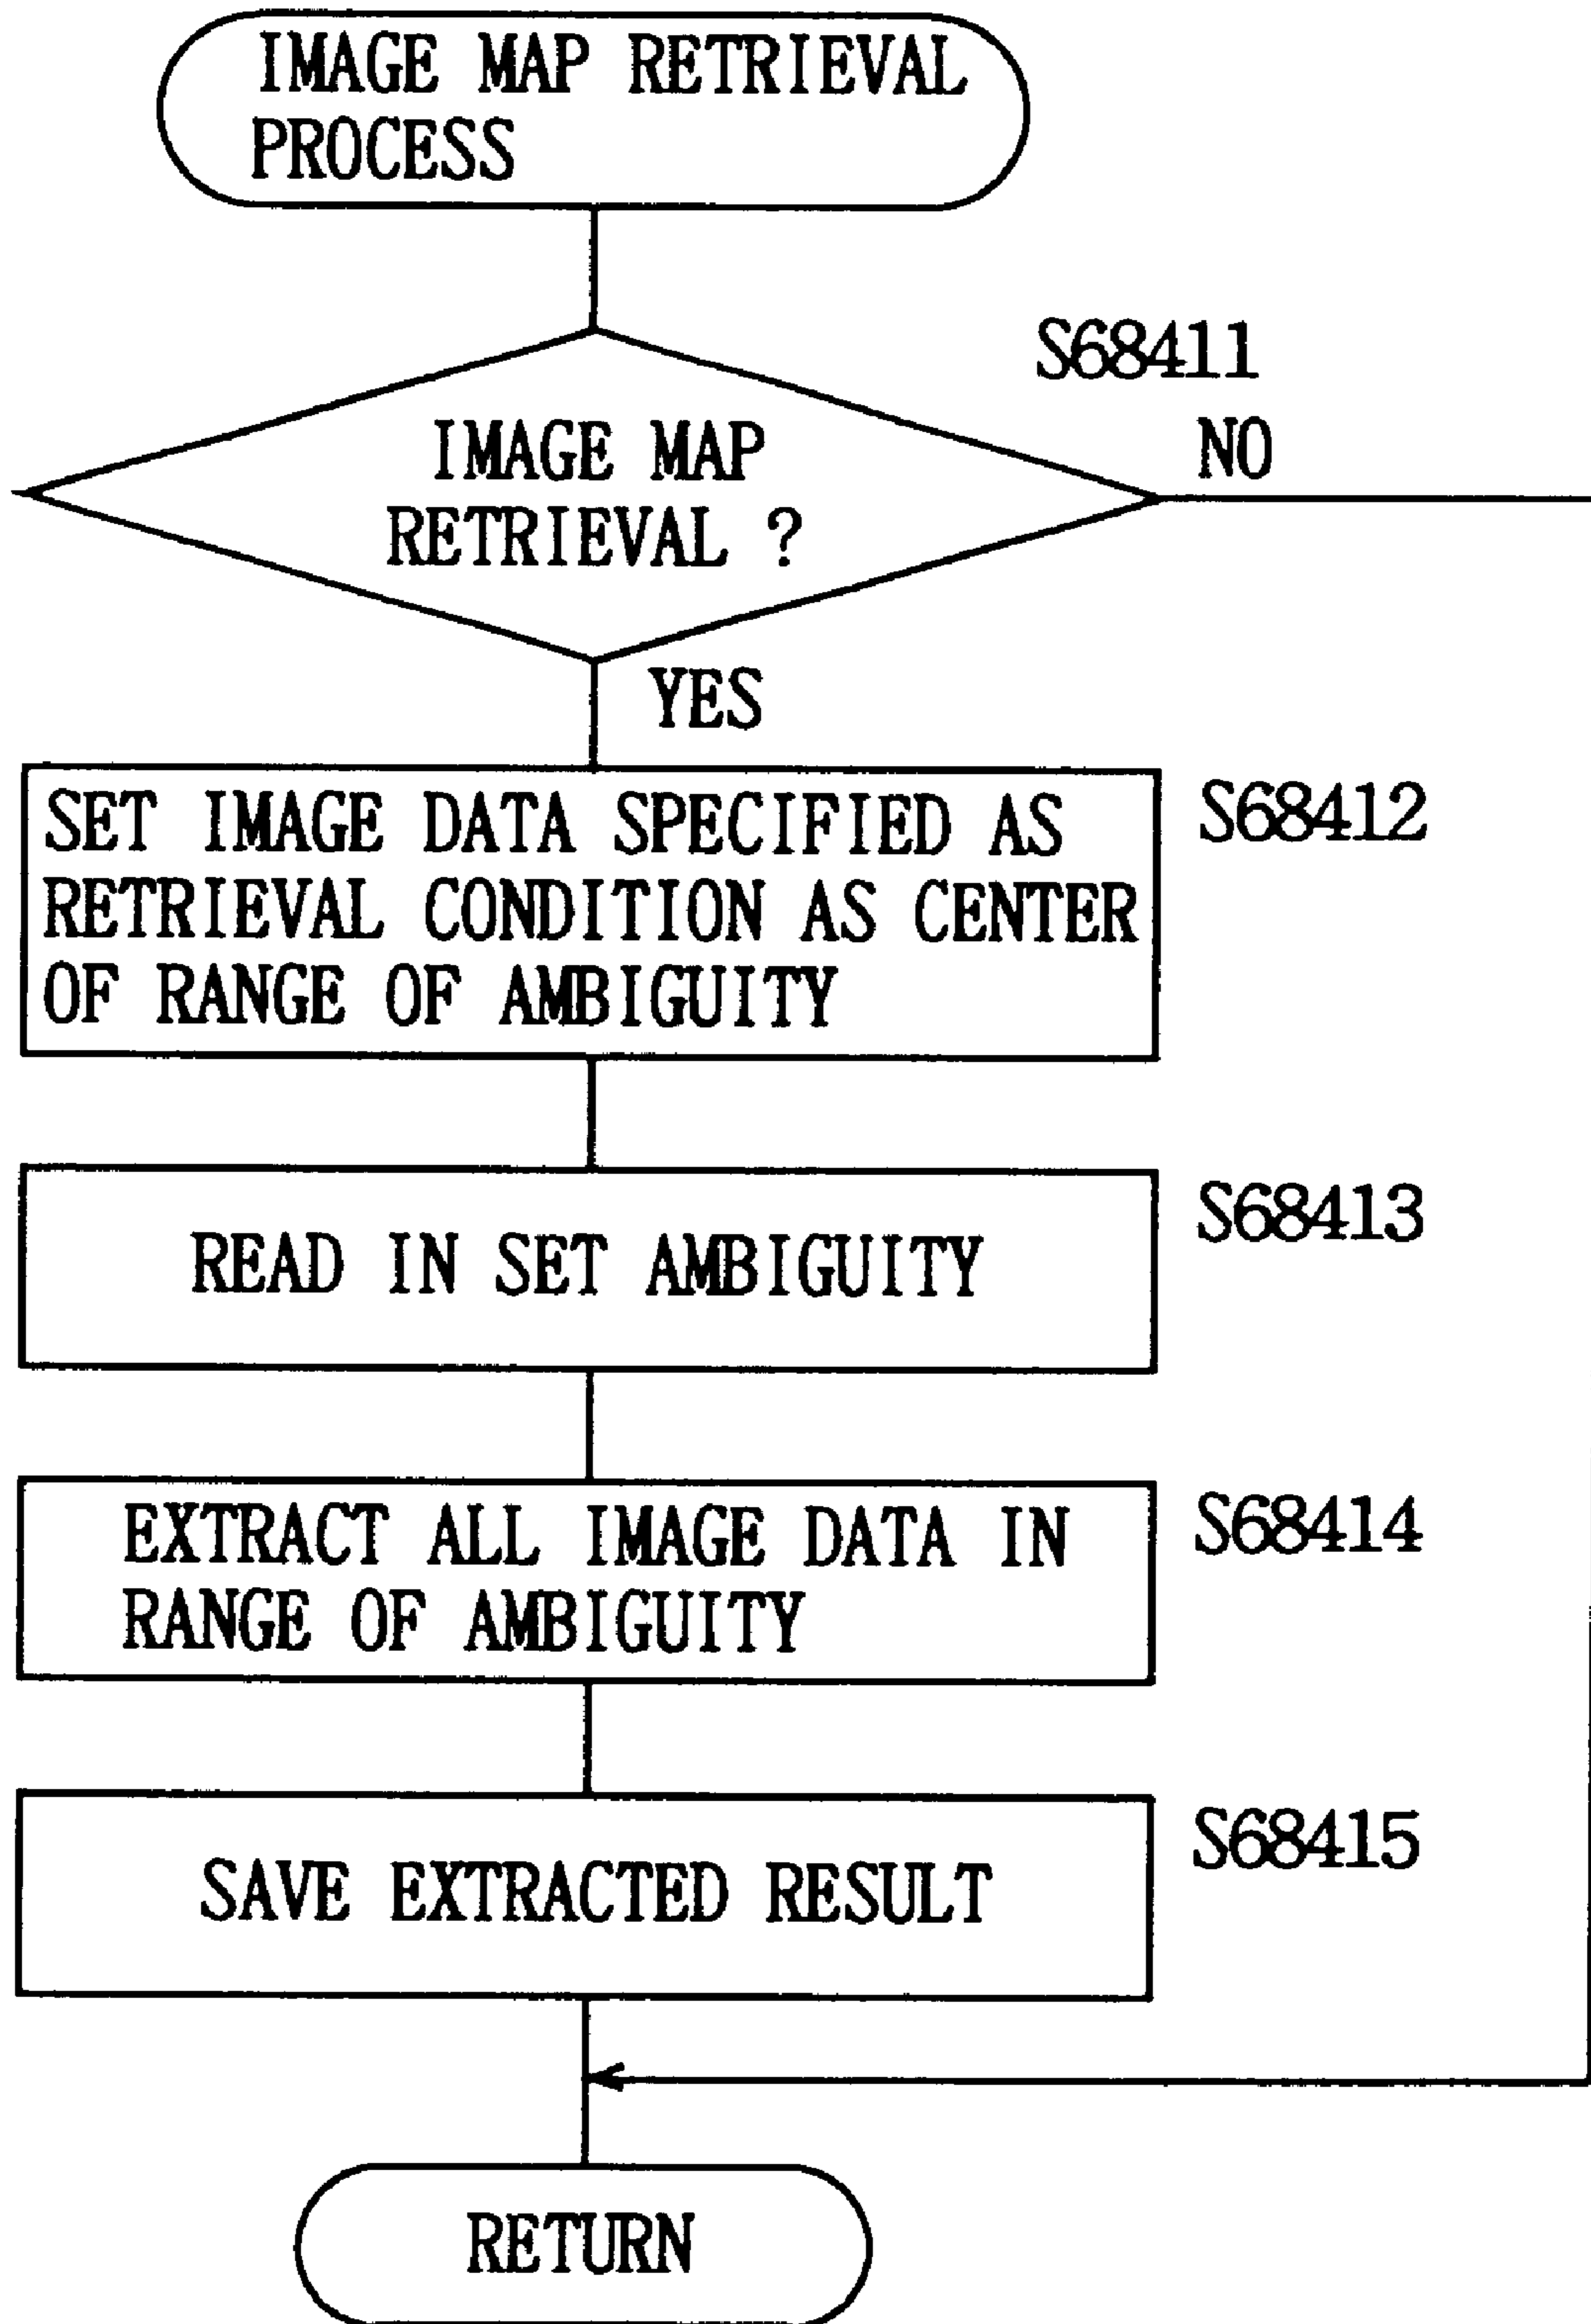 IMAGE MAP RETRIEVAL
PROCESS
S68411
IMAGE MAP
RETRIEVAL ?
NO
YES
SET IMAGE DATA SPECIFIED AS
RETRIEVAL CONDITION AS CENTER
OF RANGE OF AMBIGUITY
S68412
READ IN SET AMBIGUITY
S68413
EXTRACT ALL IMAGE DATA IN
RANGE OF AMBIGUITY
S68414
SAVE EXTRACTED RESULT
S68415
RETURN